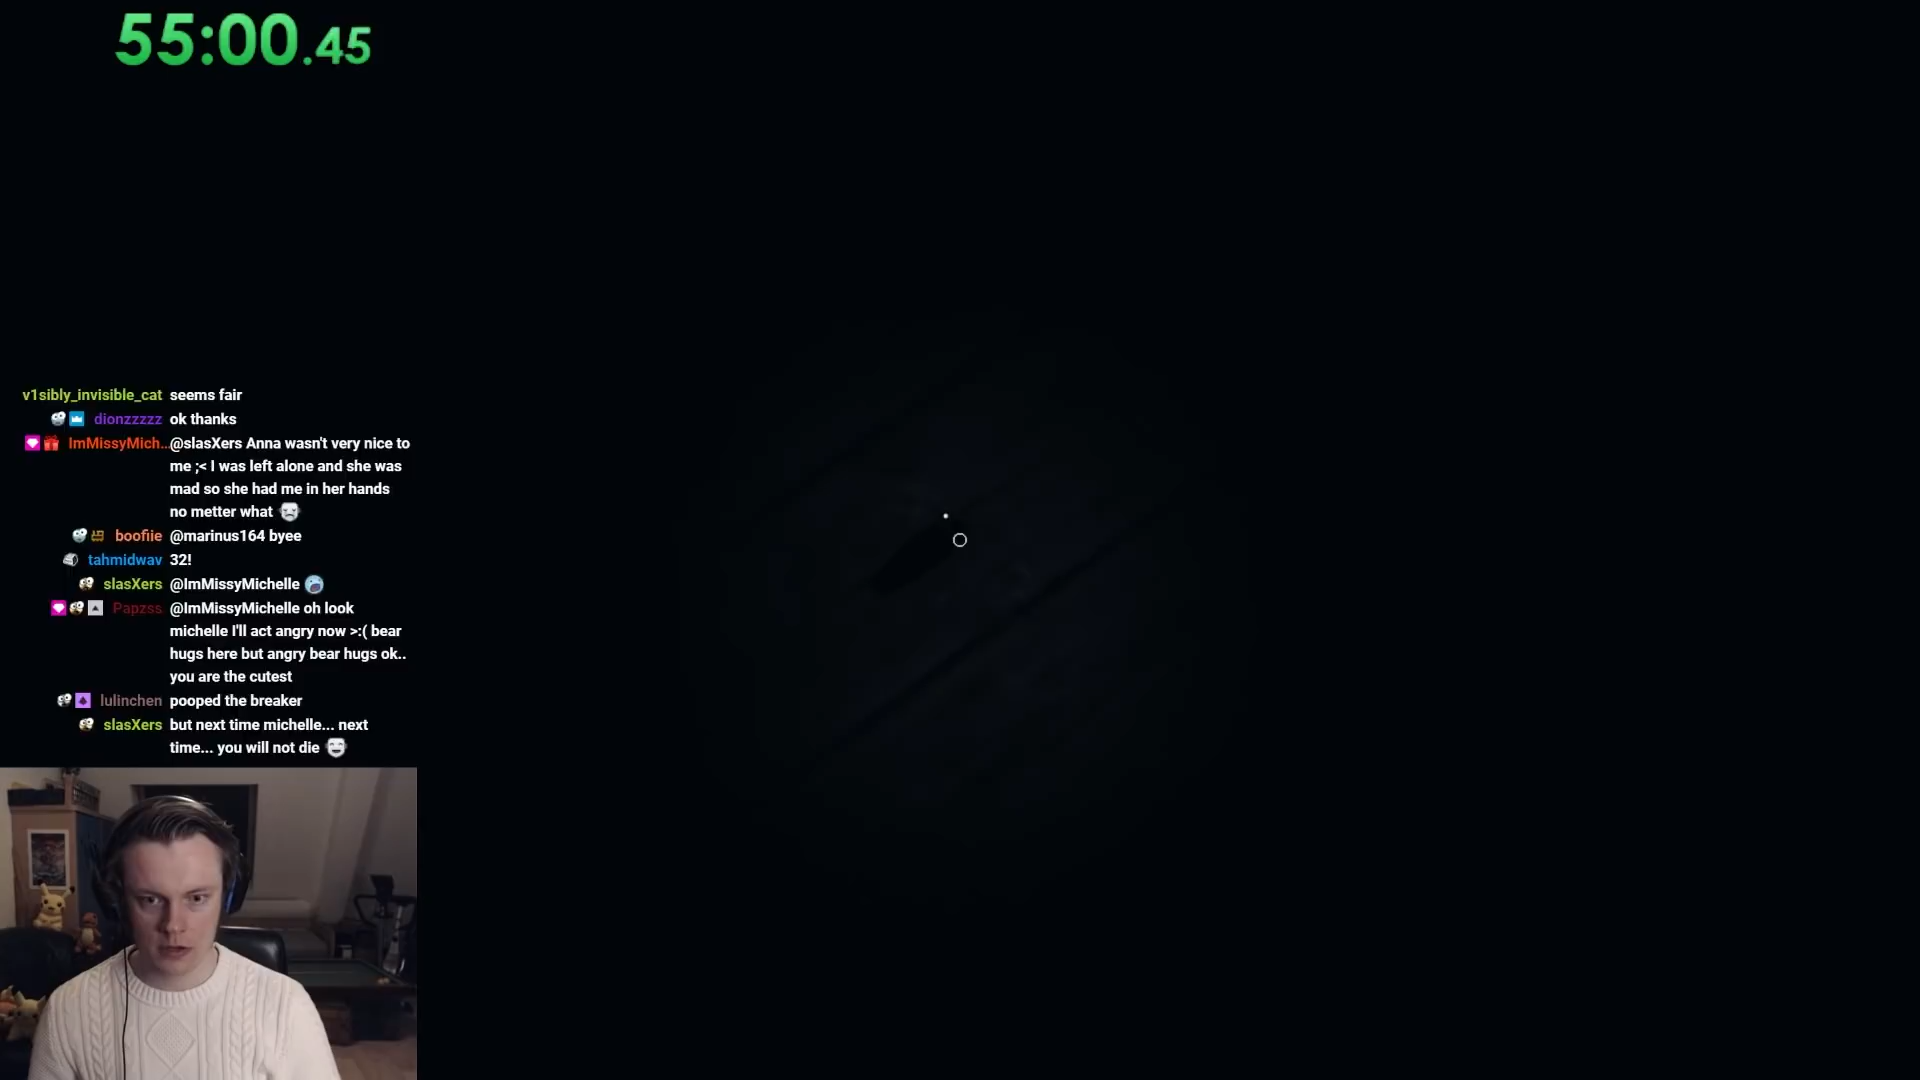 55:00.45
v1sibly_invisible_cat seems fair
dionzzzzz ok thanks
ImMissyMich... @slasXers Anna wasn't very nice to
me ;< I was left alone and she was
mad so she had me in her hands
no metter what
boofiie @marinus164 byee
tahmidwav 32!
slasXers @ImMissyMichelle
Papzss @ImMissyMichelle oh look
michelle I'll act angry now >:( bear
hugs here but angry bear hugs ok..
you are the cutest
lulinchen pooped the breaker
slasXers but next time michelle... next
time... you will not die